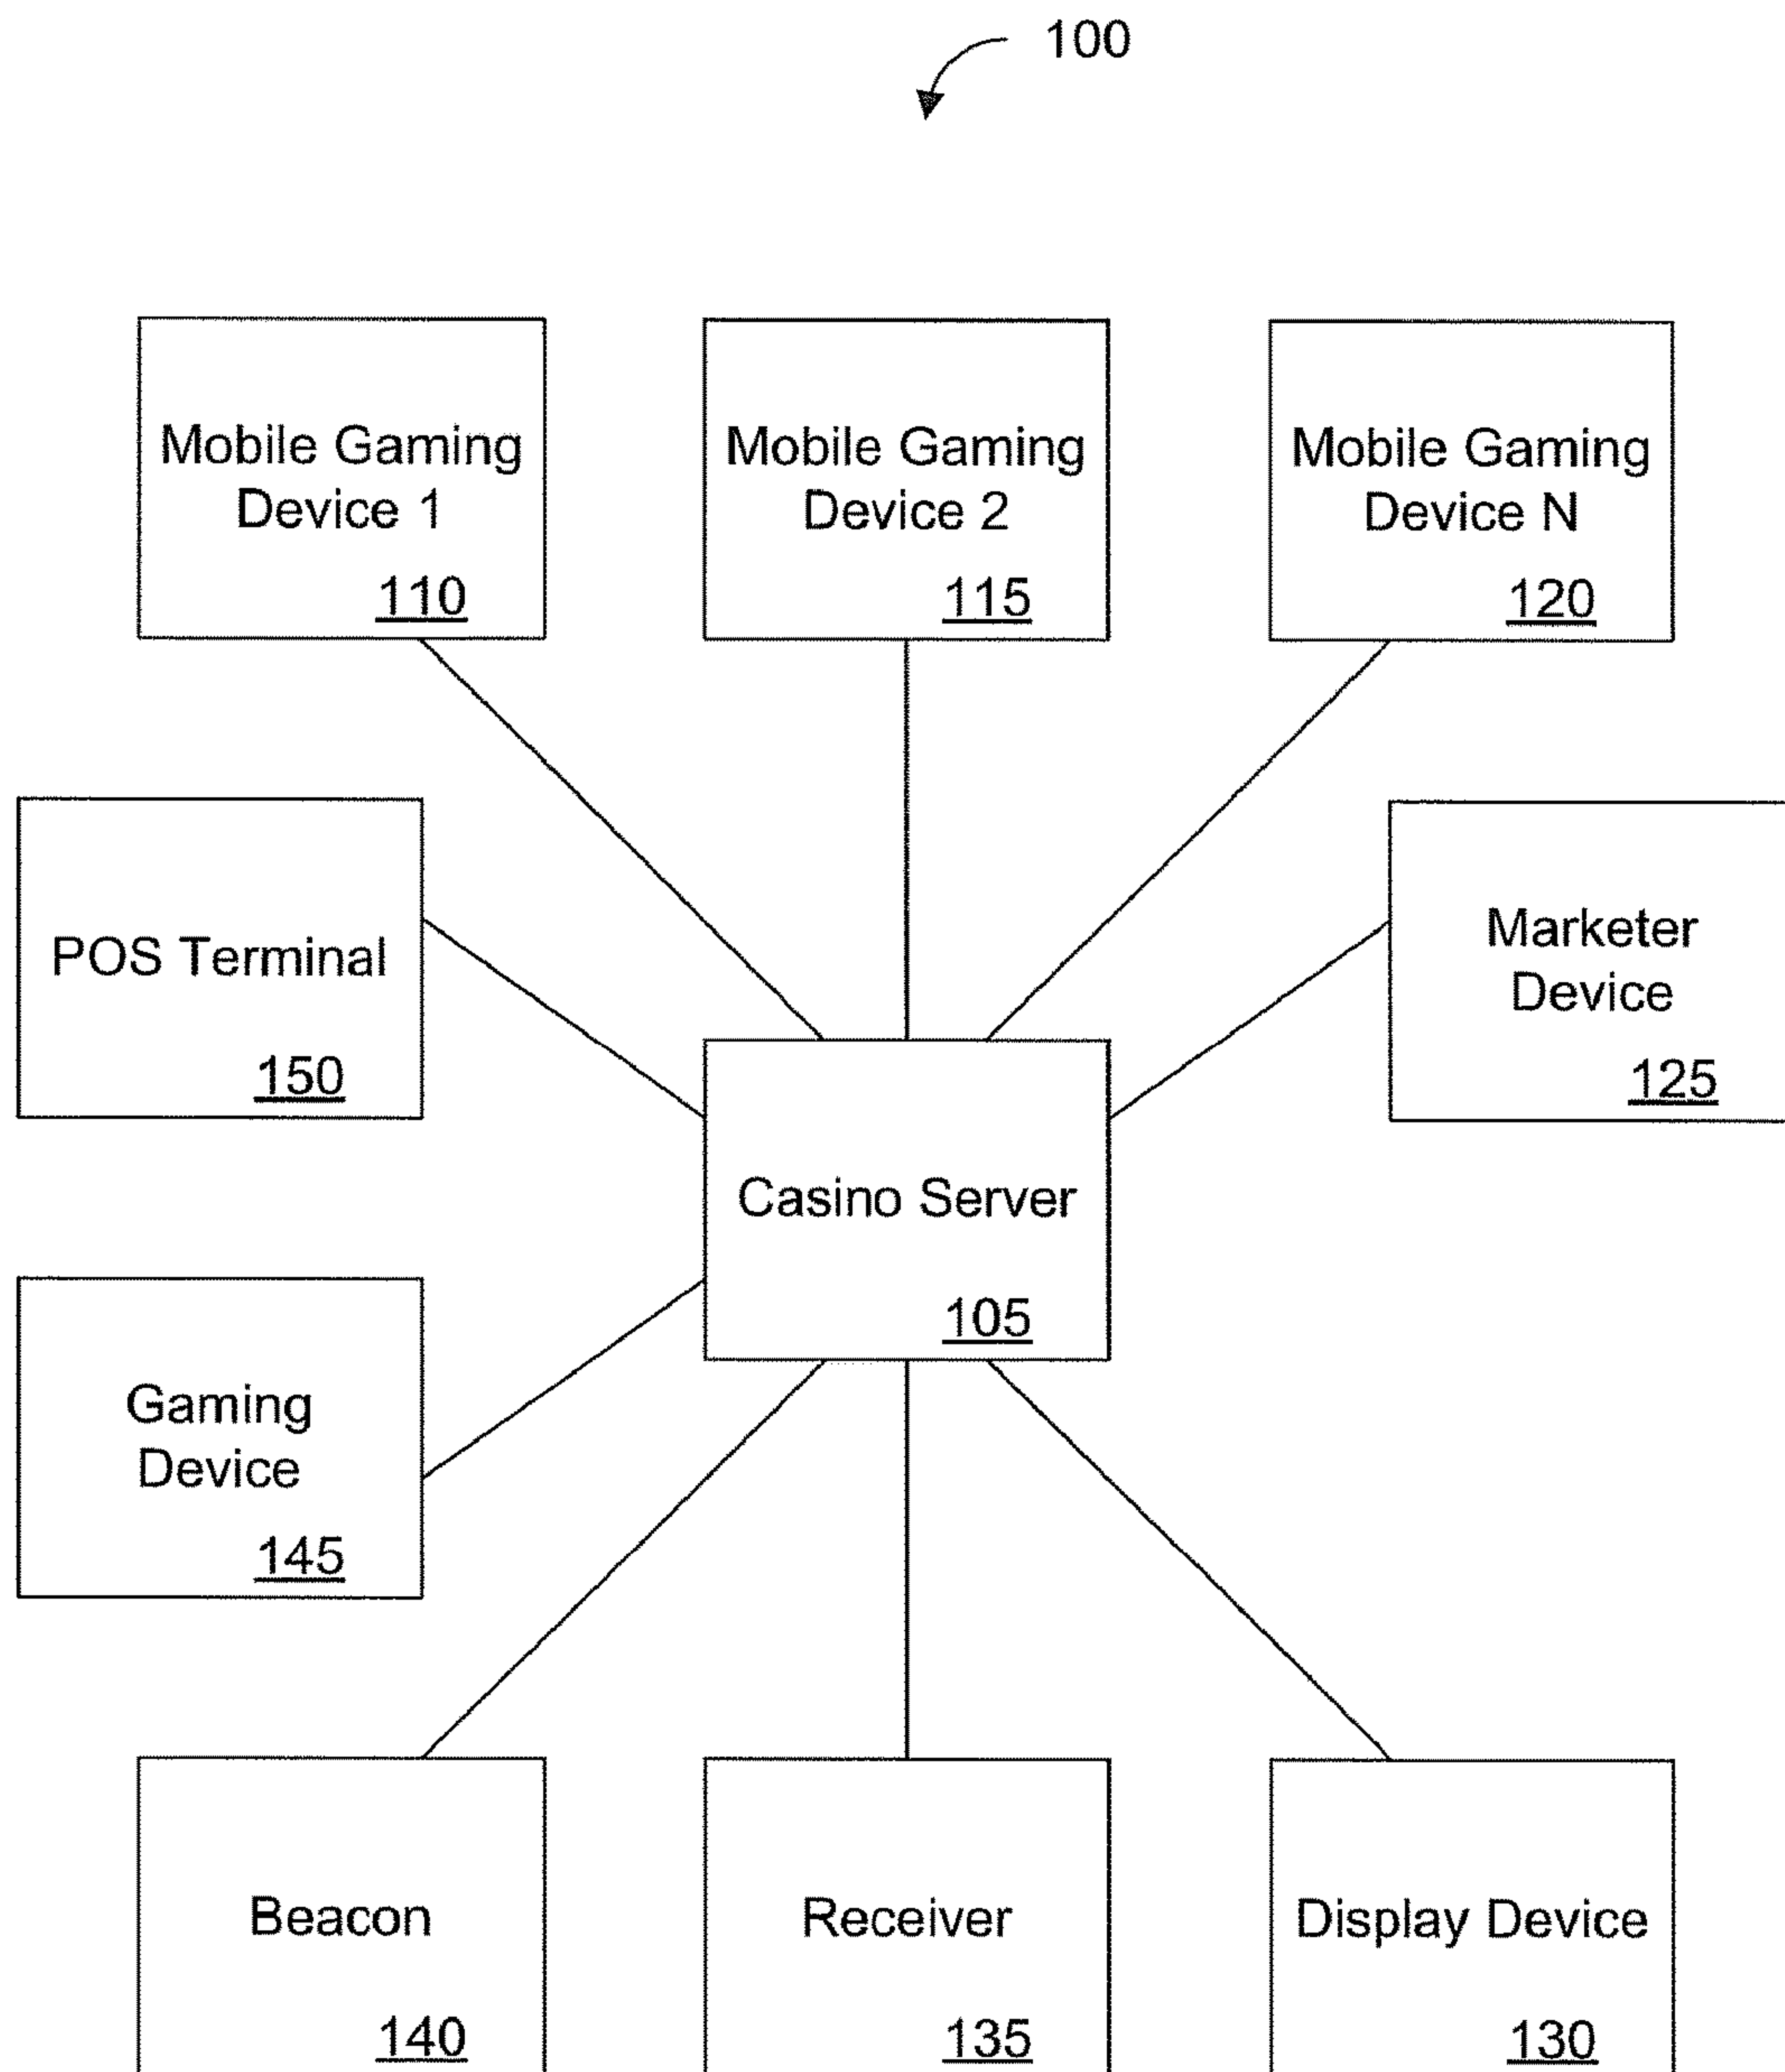 100
Mobile Gaming
Device 1
110
Mobile Gaming
Device 2
115
Mobile Gaming
Device N
120
POS Terminal
150
Marketer
Device
125
Casino Server
105
Gaming
Device
145
Beacon
140
Receiver
135
Display Device
130